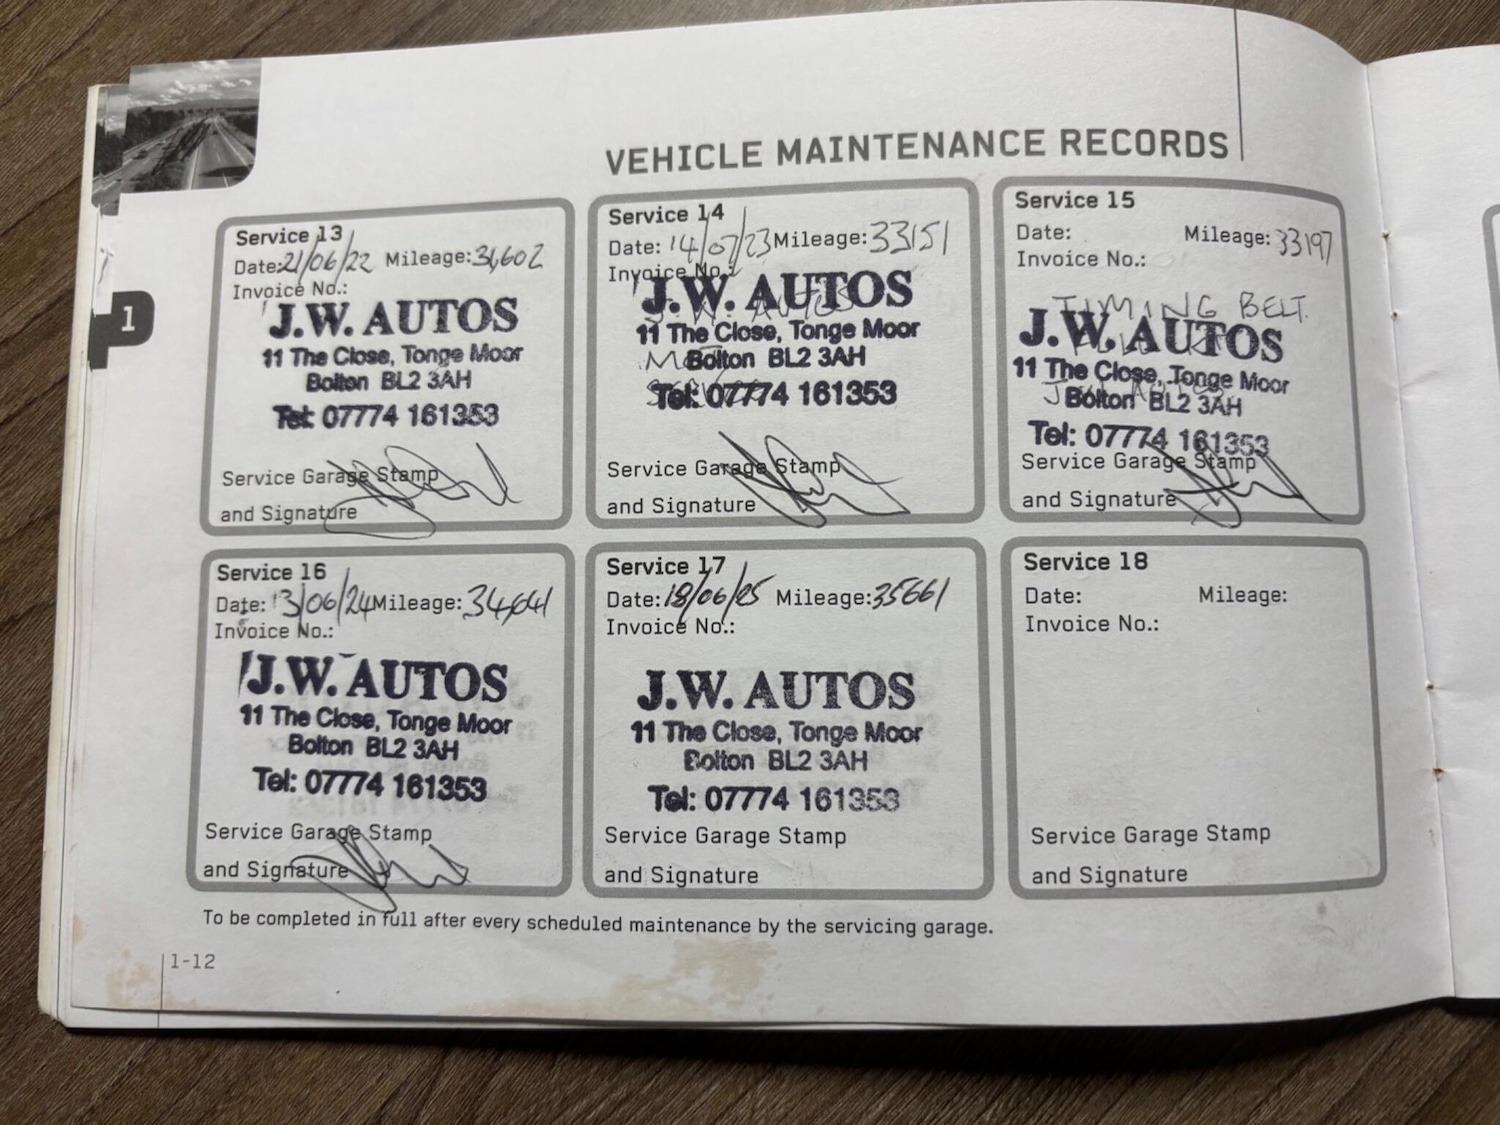 VEHICLE MAINTENANCE RECORDS
1
Service 13
Date: 21/06/22 Mileage: 31,602
Invoice No.:
J.W. AUTOS
11 The Close, Tonge Moor
Bolton BL2 3AH
Tel: 07774 161353
Service Garage Stamp
and Signature
Service 14
Date: 14/07/23 Mileage: 33151
Invoice No.:
J.W. AUTOS
11 The Close, Tonge Moor
Bolton BL2 3AH
Tel: 07774 161353
Service Garage Stamp
and Signature
Service 15
Date: Mileage: 33197
Invoice No.:
TIMING BELT.
J.W. AUTOS
11 The Close, Tonge Moor
Bolton BL2 3AH
Tel: 07774 161353
Service Garage Stamp
and Signature
Service 16
Date: 13/06/24 Mileage:
Invoice No.:
J.W. AUTOS
11 The Close, Tonge Moor
Bolton BL2 3AH
Tel: 07774 161353
Service Garage Stamp
and Signature
Service 17
Date: 18/06/25 Mileage: 35661
Invoice No.:
J.W. AUTOS
11 The Close, Tonge Moor
Bolton BL2 3AH
Tel: 07774 161353
Service Garage Stamp
and Signature
Service 18
Date: Mileage:
Invoice No.:
Service Garage Stamp
and Signature
To be completed in full after every scheduled maintenance by the servicing garage.
1-12